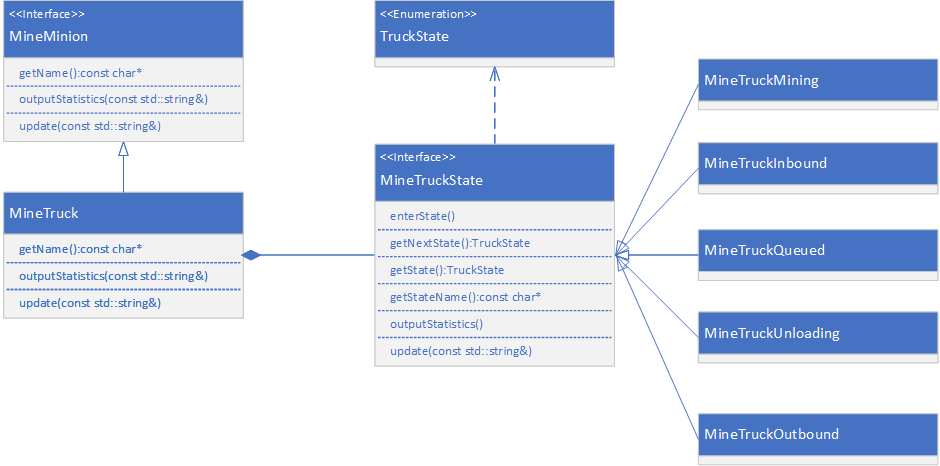 <<Interface>>
MineMinion
getName():const char*
outputStatistics(const std::string&)
update(const std::string&)
MineTruck
getName():const char*
outputStatistics(const std::string&)
update(const std::string&)
<<Enumeration>>
TruckState
<<Interface>>
MineTruckState
enterState()
getNextState():TruckState
getState():TruckState
getStateName():const char*
outputStatistics()
update(const std::string&)
MineTruckMining
MineTruckInbound
MineTruckQueued
MineTruckUnloading
MineTruckOutbound